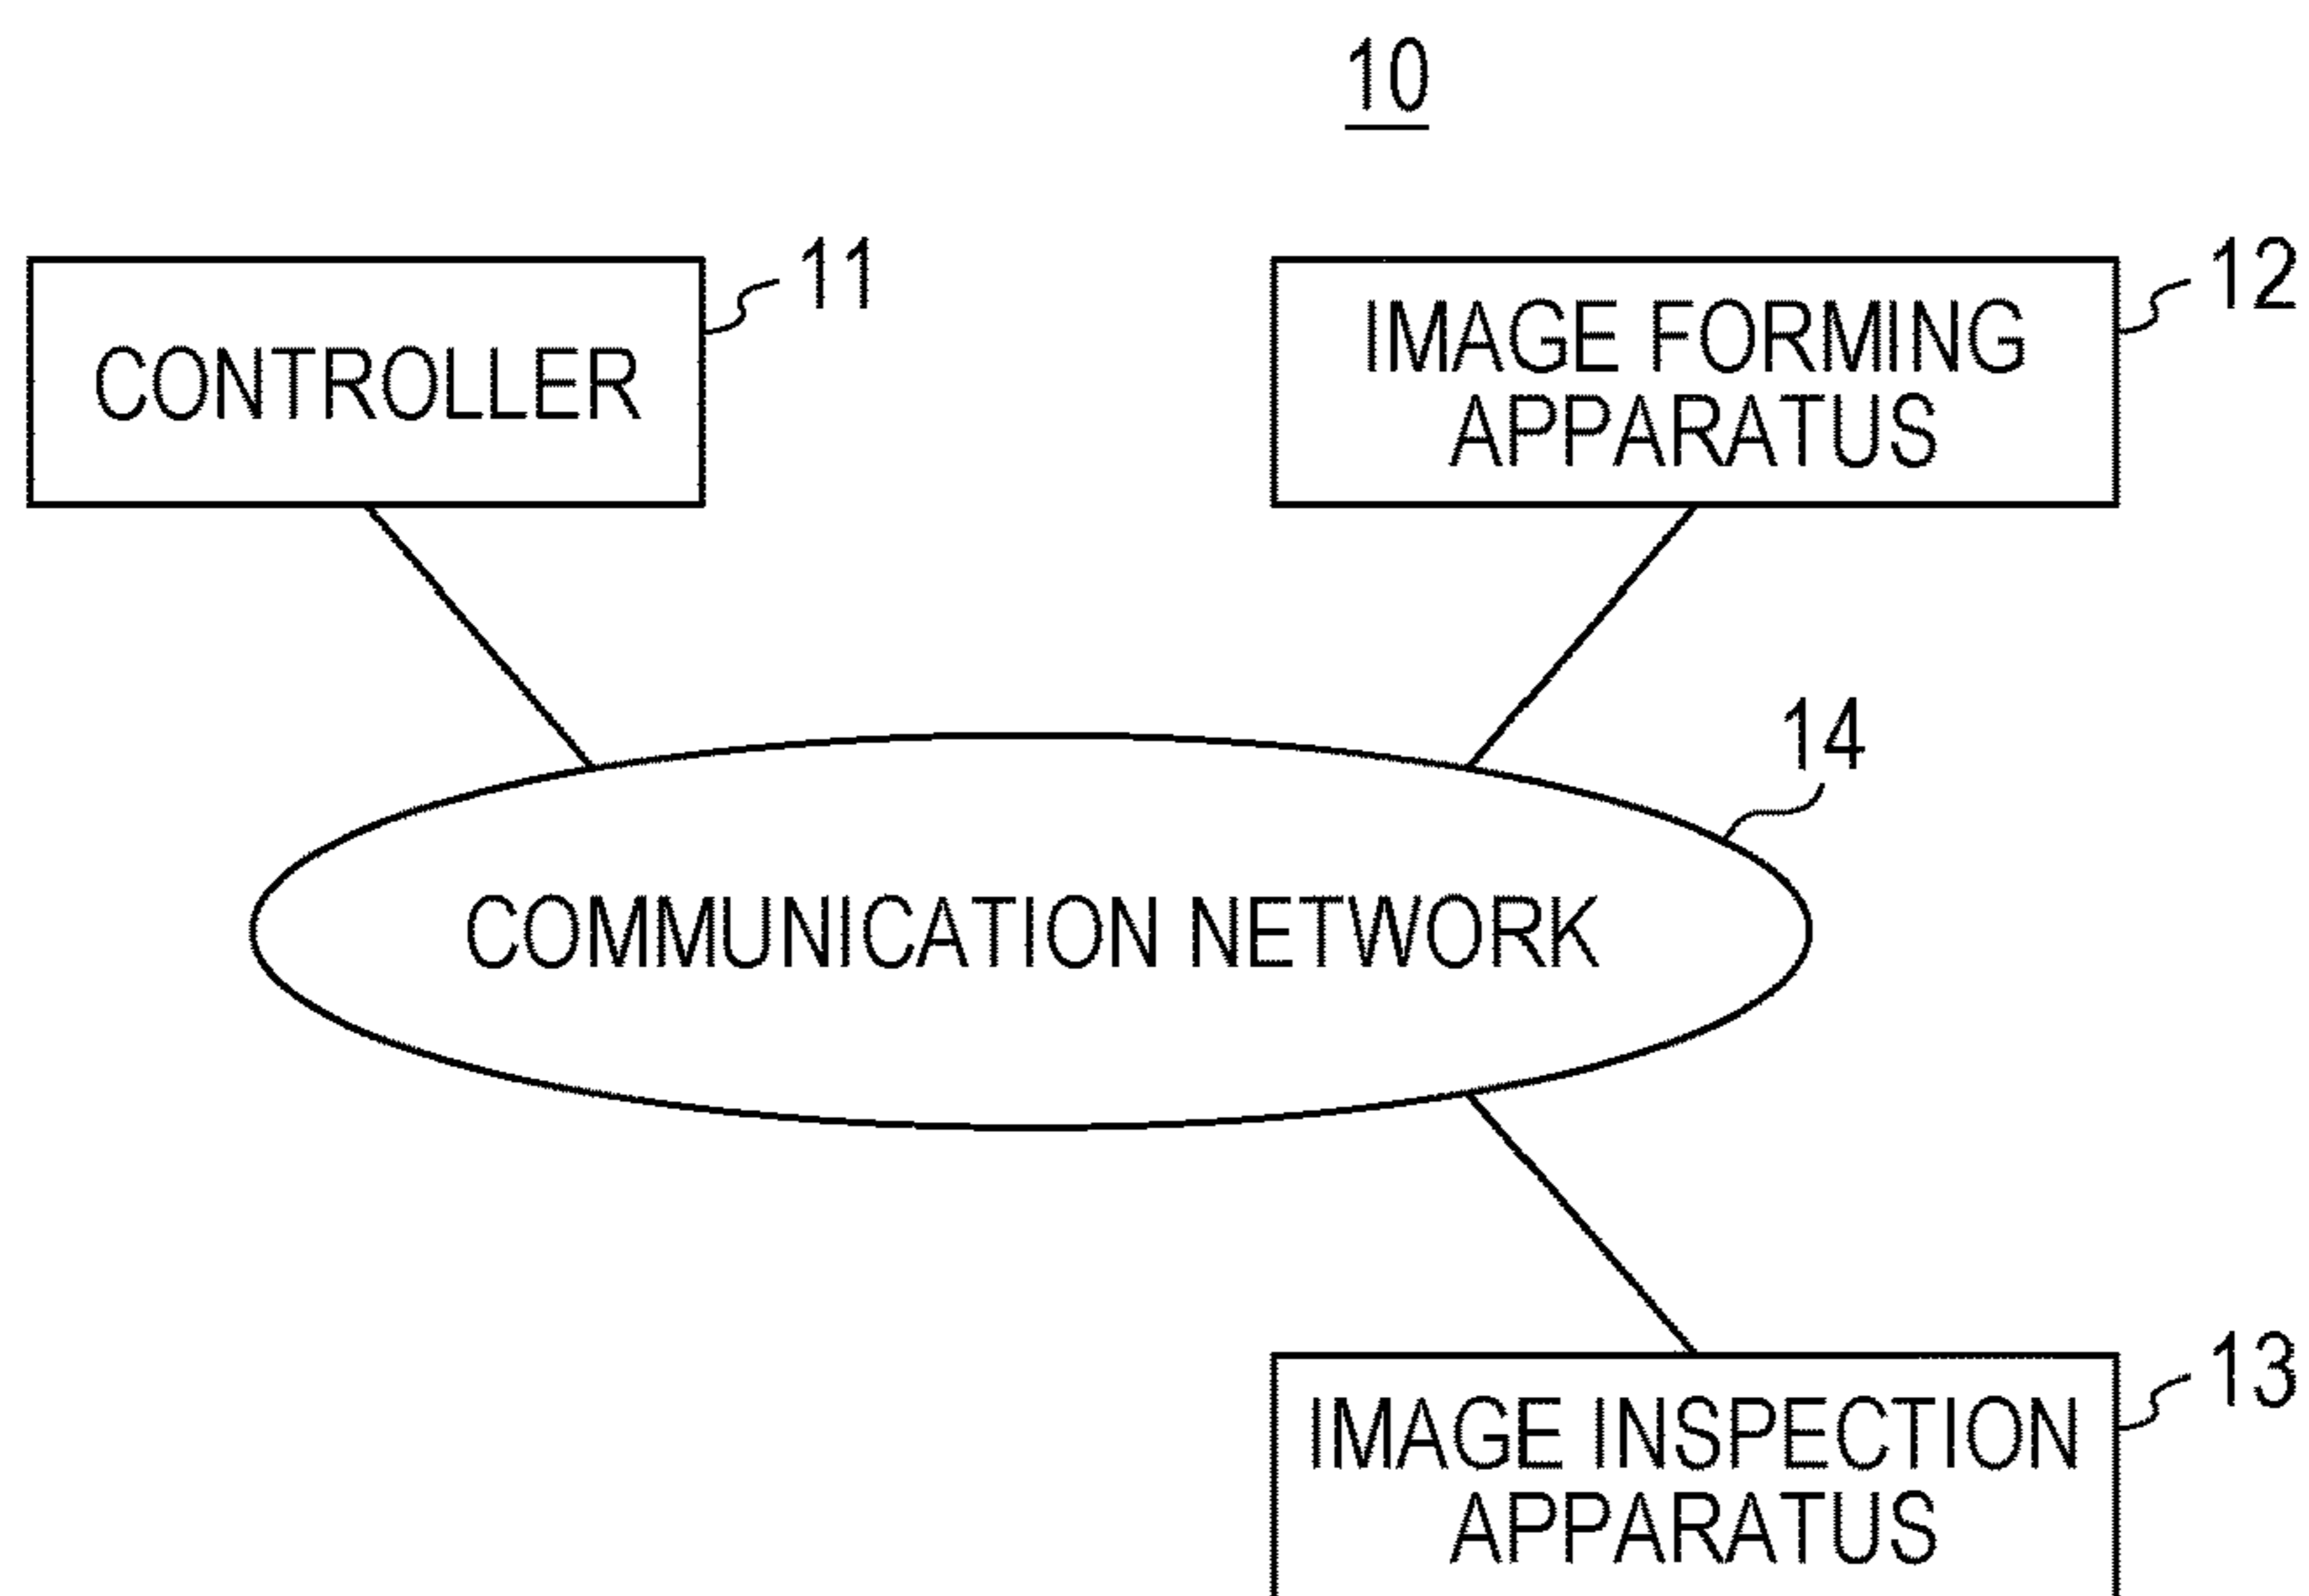 10
11
CONTROLLER
12
IMAGE FORMING
APPARATUS
14
COMMUNICATION NETWORK
13
IMAGE INSPECTION
APPARATUS